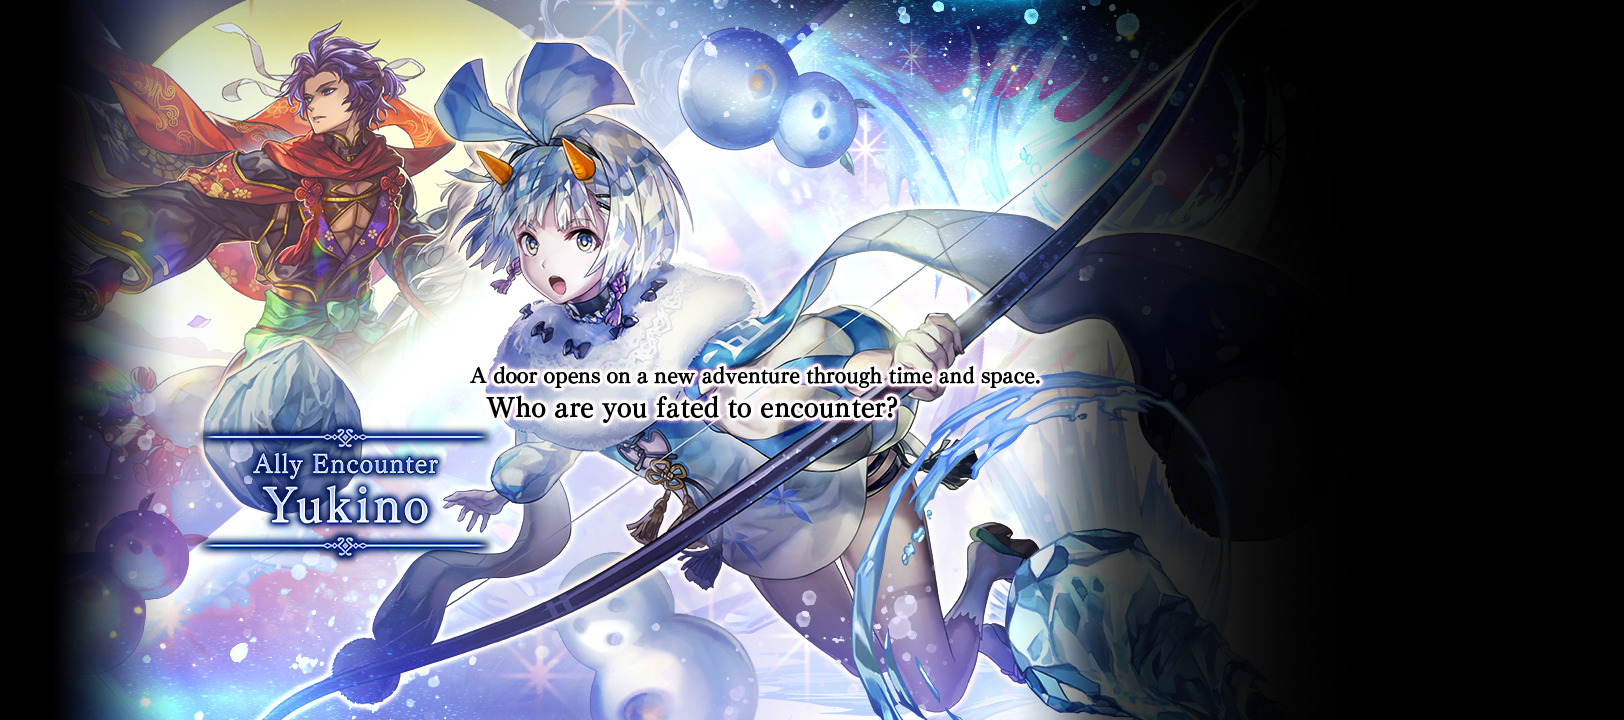 A door opens on a new adventure through time and space.
Who are you fated to encounter?
Ally Encounter
Yukino